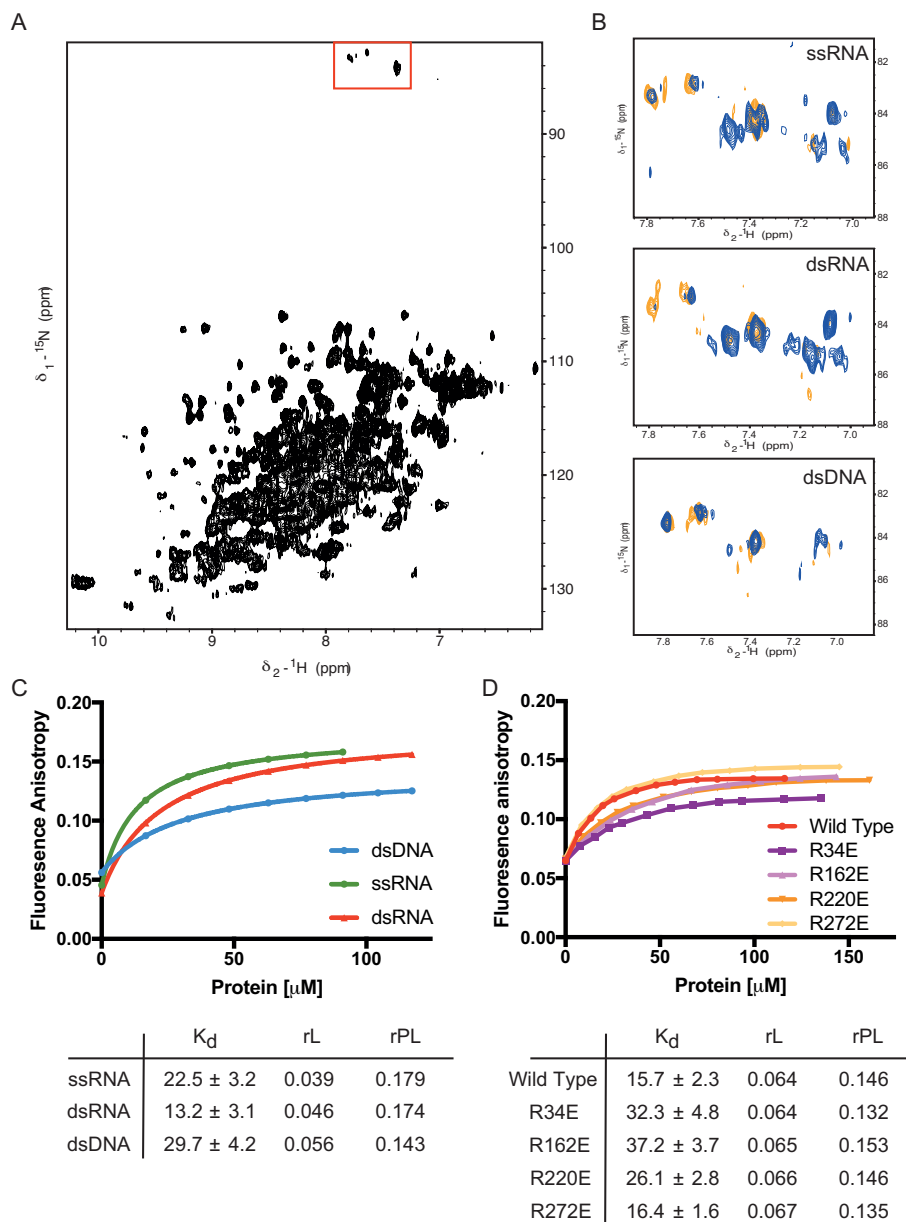 A
90
100
110
120
130
δ1-15N (ppm)
10 9 8 7
δ2-1H (ppm)
B
ssRNA
82
84
86
88
δ1-15N (ppm)
7.8 7.6 7.4 7.2 7.0
δ2-1H (ppm)
dsRNA
82
84
86
88
δ1-15N (ppm)
7.8 7.6 7.4 7.2 7.0
δ2-1H (ppm)
dsDNA
82
84
86
88
δ1-15N (ppm)
7.8 7.6 7.4 7.2 7.0
δ2-1H (ppm)
C
0.20
0.15
0.10
0.05
0.00
Fluoresence Anisotropy
dsDNA
ssRNA
dsRNA
0 50 100
Protein [μM]
D
0.20
0.15
0.10
0.05
0.00
Fluorescence anisotropy
Wild Type
R34E
R162E
R220E
R272E
0 50 100 150
Protein [μM]
Kd rL rPL
ssRNA 22.5 ± 3.2 0.039 0.179
dsRNA 13.2 ± 3.1 0.046 0.174
dsDNA 29.7 ± 4.2 0.056 0.143
Kd rL rPL
Wild Type 15.7 ± 2.3 0.064 0.146
R34E 32.3 ± 4.8 0.064 0.132
R162E 37.2 ± 3.7 0.065 0.153
R220E 26.1 ± 2.8 0.066 0.146
R272E 16.4 ± 1.6 0.067 0.135